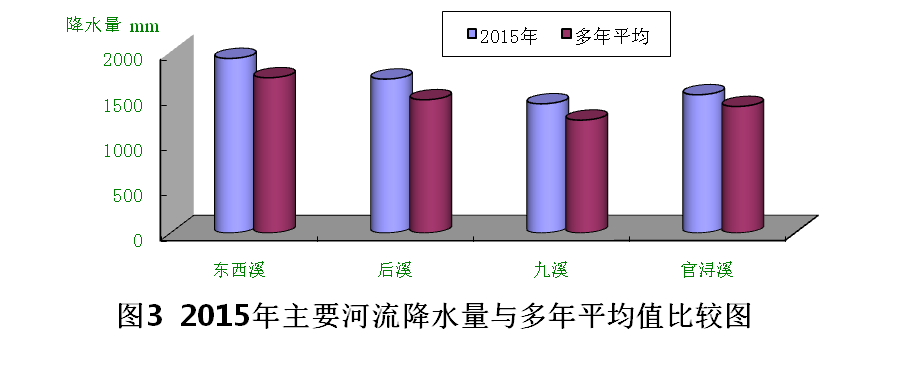 降水量 mm
2015年 多年平均
2000
1500
1000
500
0
东西溪 后溪 九溪 官浔溪
图3 2015年主要河流降水量与多年平均值比较图